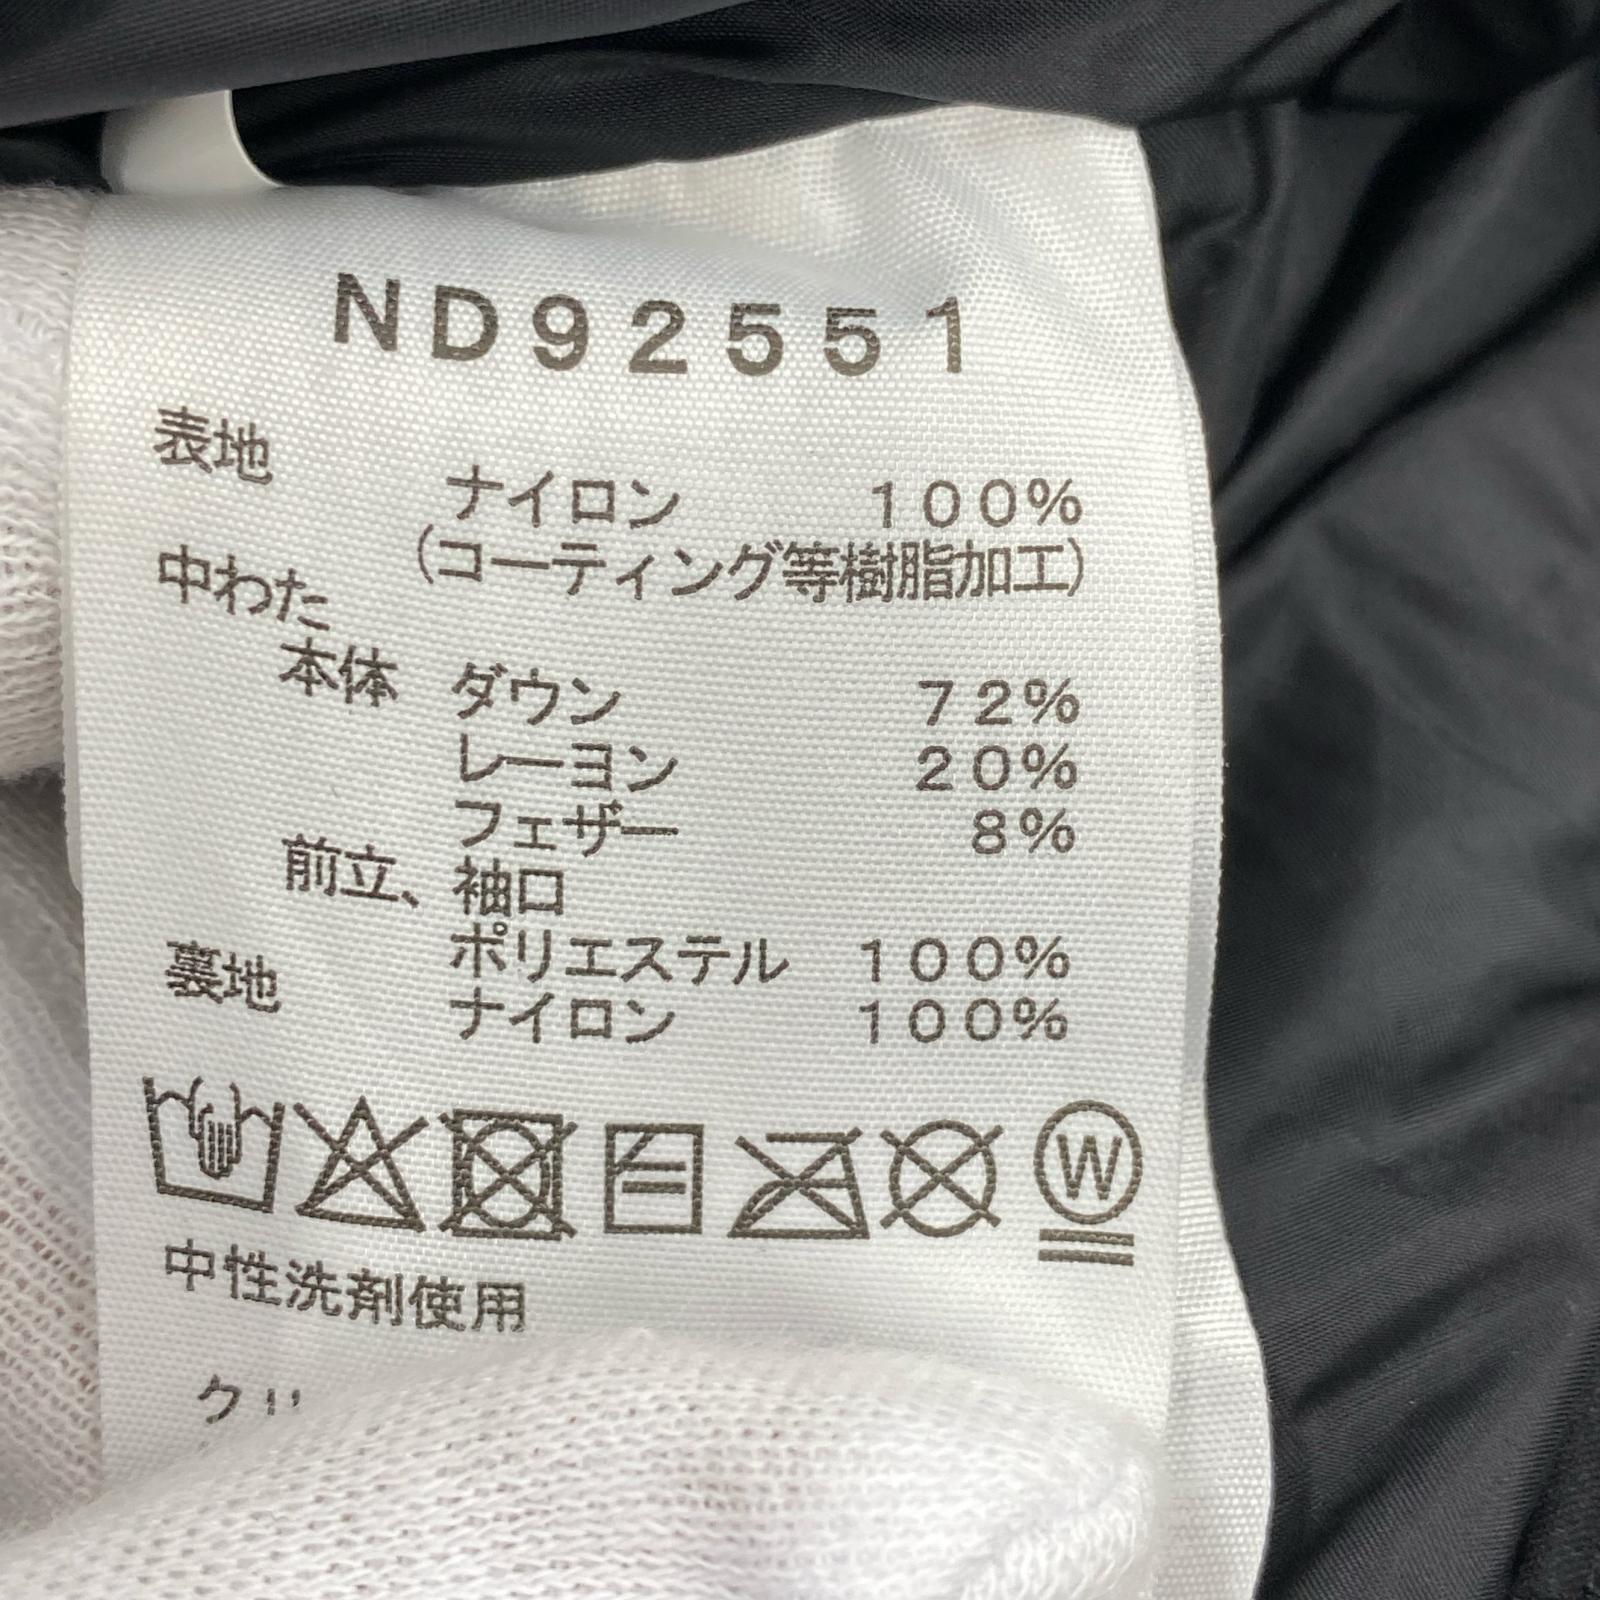 ND92551
表地
ナイロン 100%
(コーティング等樹脂加工)
中わた
本体 ダウン 72%
レーヨン 20%
フェザー 8%
前立、袖口
ポリエステル 100%
裏地 ナイロン 100%
W
中性洗剤使用